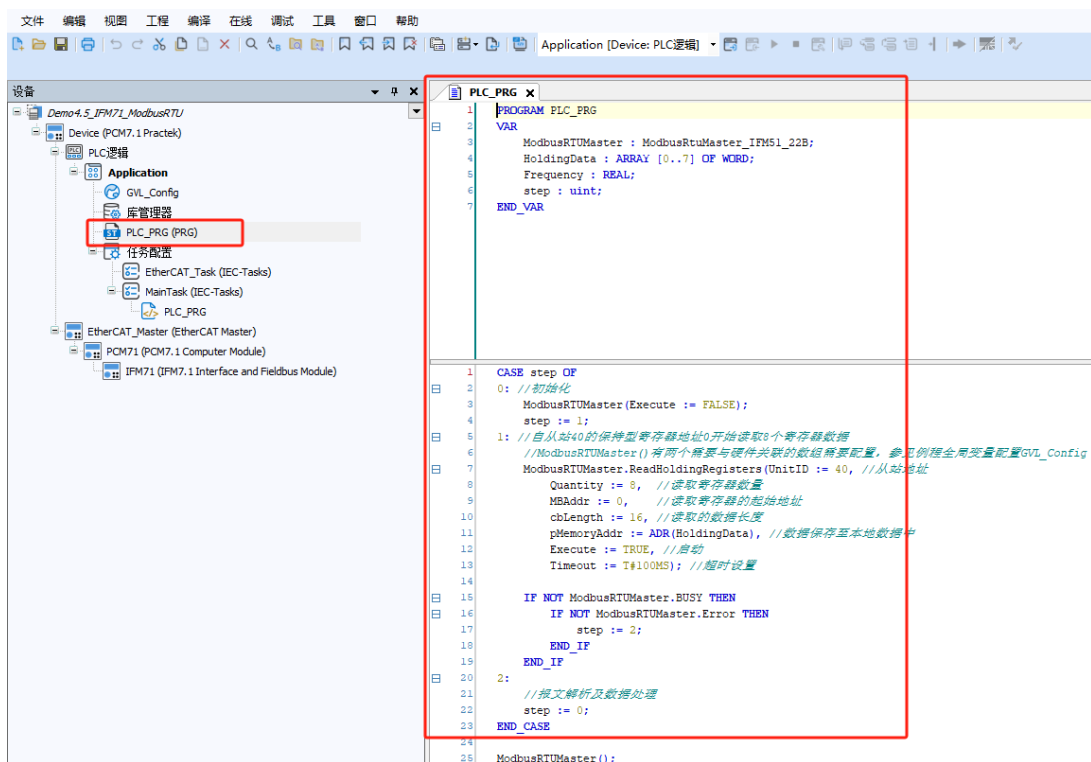 文件 编辑 视图 工程 编译 在线 调试 工具 窗口 帮助
Application [Device: PLC逻辑]
设备
Demo4.5_IFM71_ModbusRTU
Device (PCM7.1 Practek)
PLC逻辑
Application
GVL_Config
库管理器
PLC_PRG (PRG)
任务配置
EtherCAT_Task (IEC-Tasks)
MainTask (IEC-Tasks)
PLC_PRG
EtherCAT_Master (EtherCAT Master)
PCM71 (PCM7.1 Computer Module)
IFM71 (IFM7.1 Interface and Fieldbus Module)
PLC_PRG
1 PROGRAM PLC_PRG
2 VAR
3 ModbusRTUMaster : ModbusRtuMaster_IFM51_22B;
4 HoldingData : ARRAY [0..7] OF WORD;
5 Frequency : REAL;
6 step : uint;
7 END_VAR
1 CASE step OF
2 0: //初始化
3 ModbusRTUMaster(Execute := FALSE);
4 step := 1;
5 1: //自从站40的保持型寄存器地址0开始读取8个寄存器数据
6 //ModbusRTUMaster()有两个需要与硬件关联的数组需要配置，参见例程全局变量配置GVL_Config
7 ModbusRTUMaster.ReadHoldingRegisters(UnitID := 40, //从站地址
8 Quantity := 8, //读取寄存器数量
9 MBAddr := 0, //读取寄存器的起始地址
10 cbLength := 16, //读取的数据长度
11 pMemoryAddr := ADR(HoldingData), //数据保存至本地数据中
12 Execute := TRUE, //启动
13 Timeout := T#100MS); //超时设置
14
15 IF NOT ModbusRTUMaster.BUSY THEN
16 IF NOT ModbusRTUMaster.Error THEN
17 step := 2;
18 END_IF
19 END_IF
20 2:
21 //报文解析及数据处理
22 step := 0;
23 END_CASE
24
25 ModbusRTUMaster();